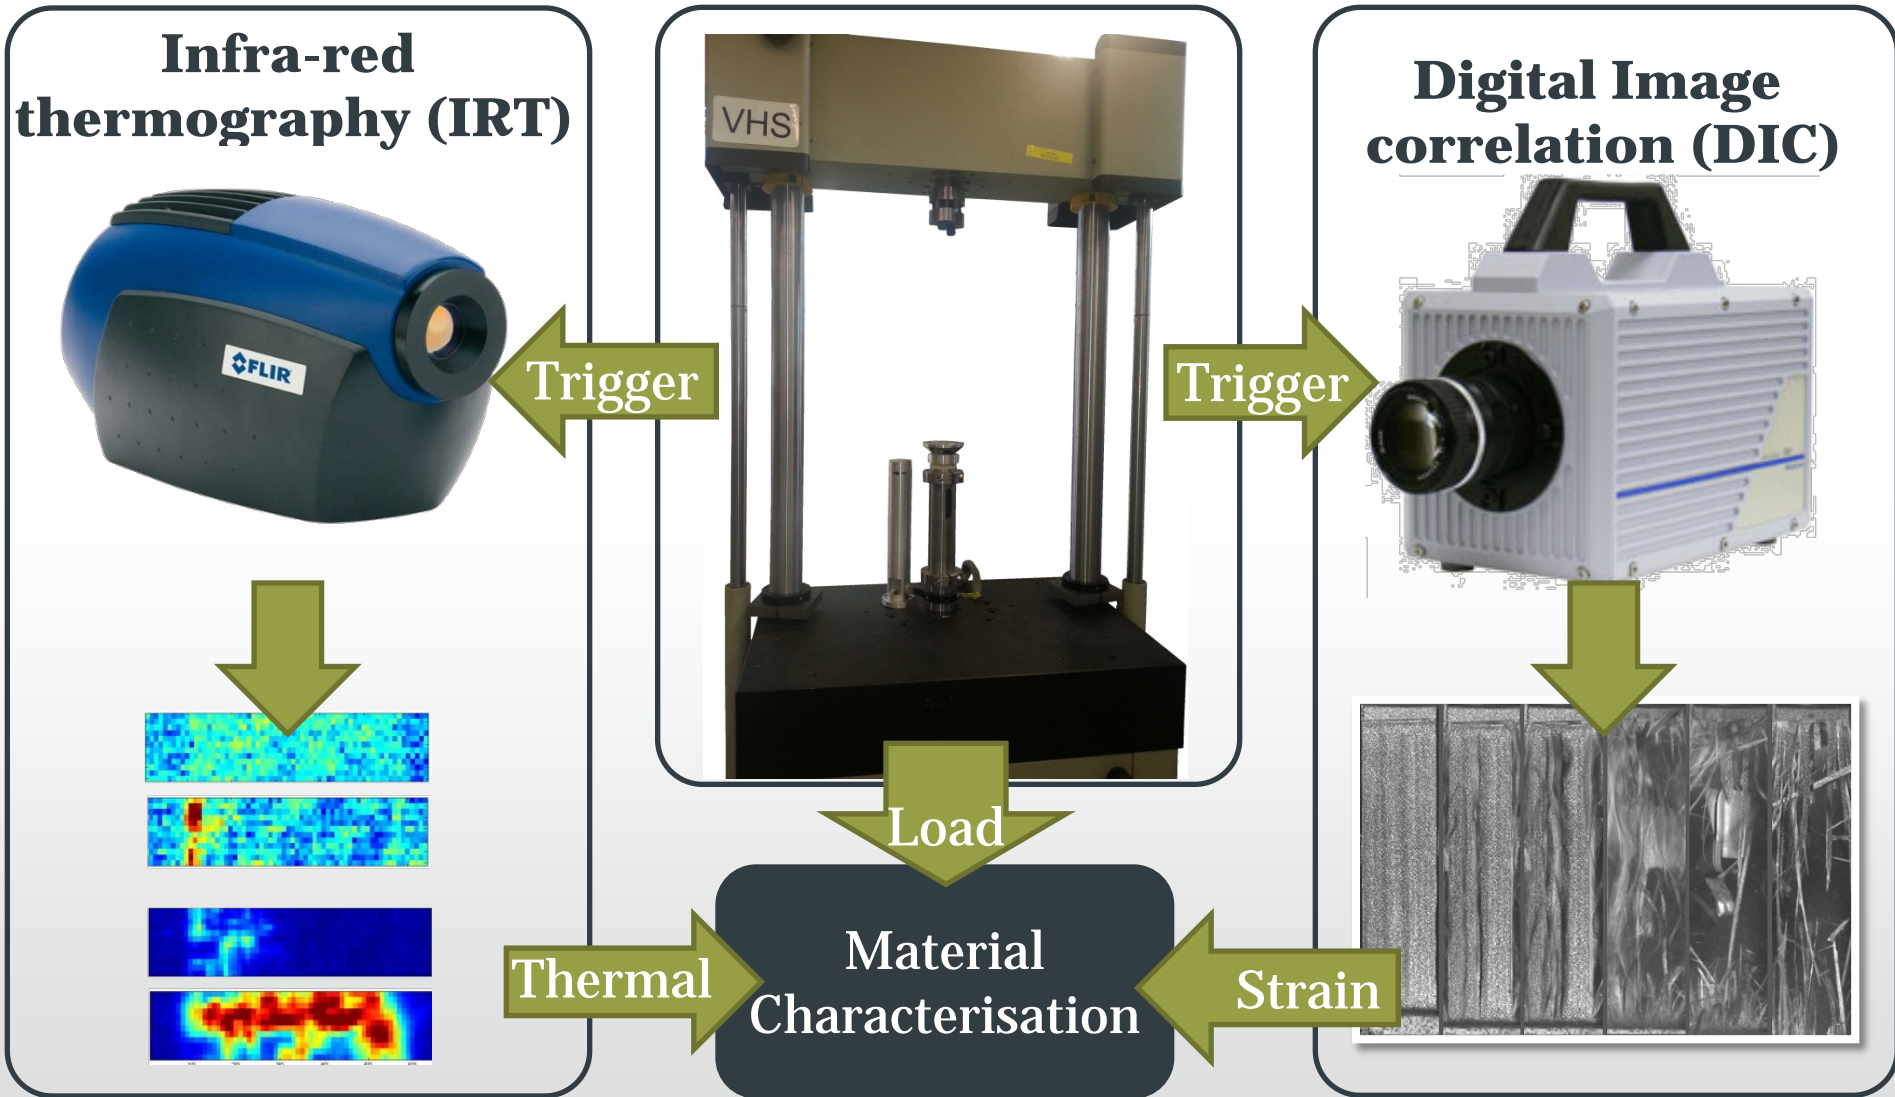 Infra-red
thermography (IRT)
VHS
Digital Image
correlation (DIC)
FLIR
Trigger
Trigger
Load
Thermal
Material
Characterisation
Strain